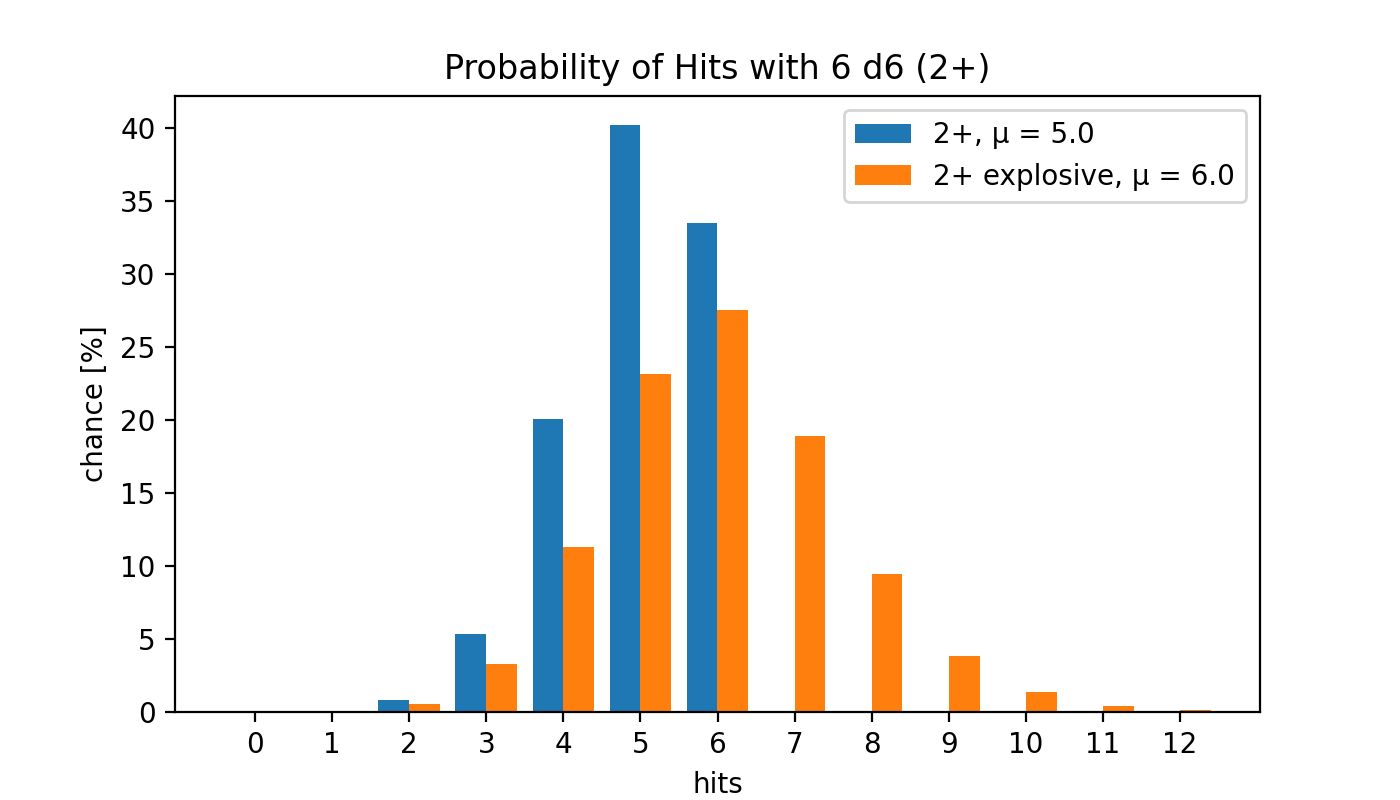 Probability of Hits with 6 d6 (2+)
2+, μ = 5.0
2+ explosive, μ = 6.0
chance [%]
40
35
30
25
20
15
10
5
0
0 1 2 3 4 5 6 7 8 9 10 11 12
hits